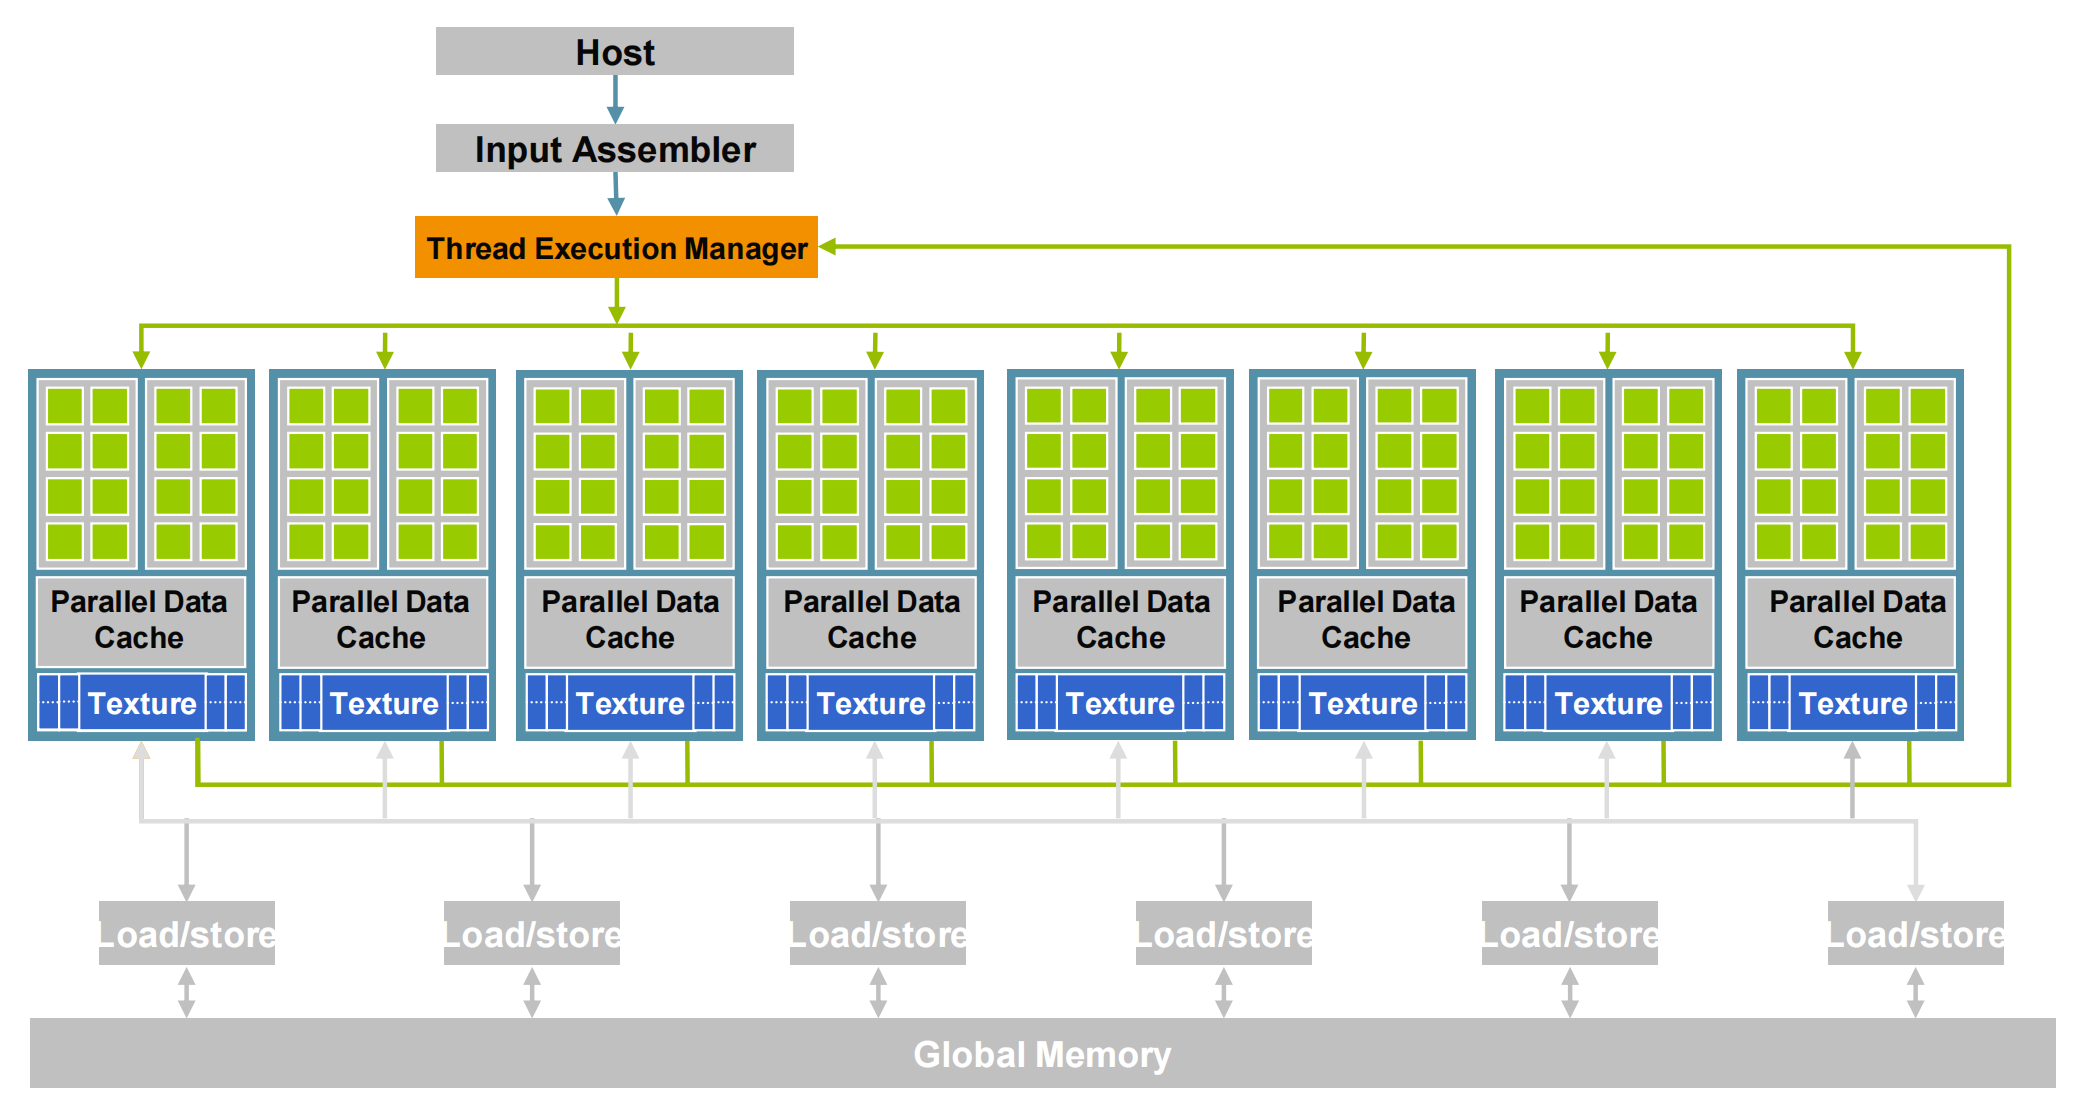 Host
Input Assembler
Thread Execution Manager
Parallel Data
Cache
Parallel Data
Cache
Parallel Data
Cache
Parallel Data
Cache
Parallel Data
Cache
Parallel Data
Cache
Parallel Data
Cache
Parallel Data
Cache
Texture
Texture
Texture
Texture
Texture
Texture
Texture
Texture
Load/store
Load/store
Load/store
Load/store
Load/store
Load/store
Global Memory